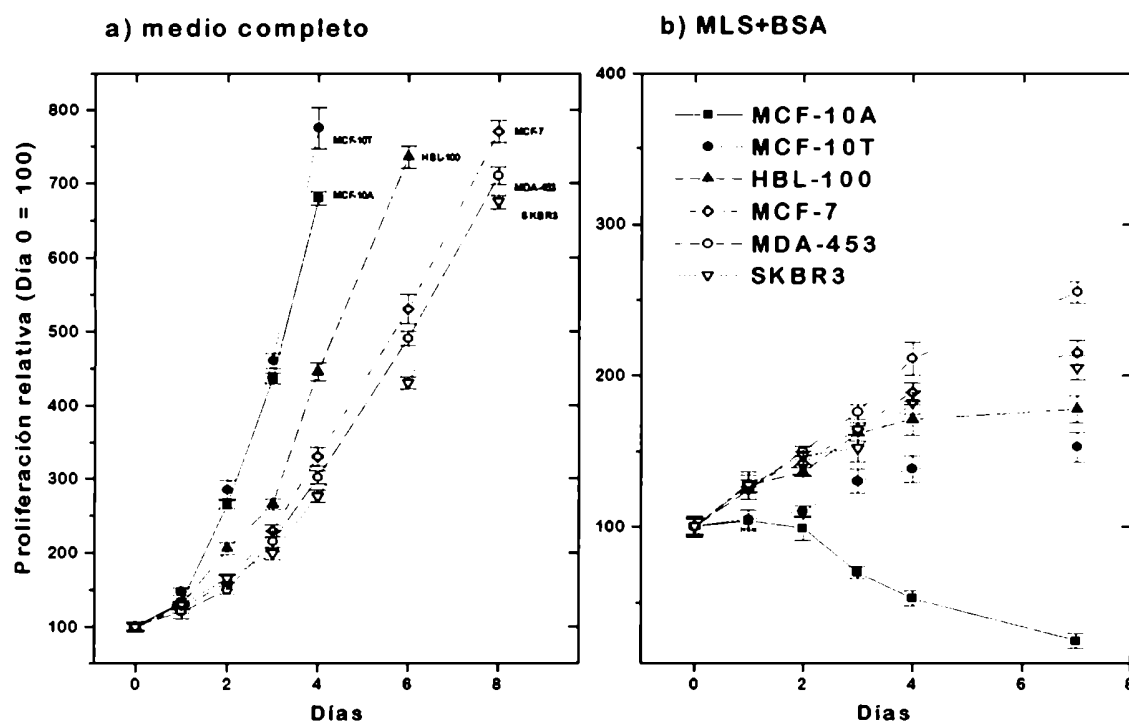 a) medio completo
Proliferación relativa (Día 0 = 100)
800
700
600
500
400
300
200
100
MCF-10T
MCF-10A
HBL-100
MCF-7
MDA-453
SKBR3
0
2
4
6
8
Días
b) MLS+BSA
400
300
200
100
MCF-10A
MCF-10T
HBL-100
MCF-7
MDA-453
SKBR3
0
2
4
6
8
Días